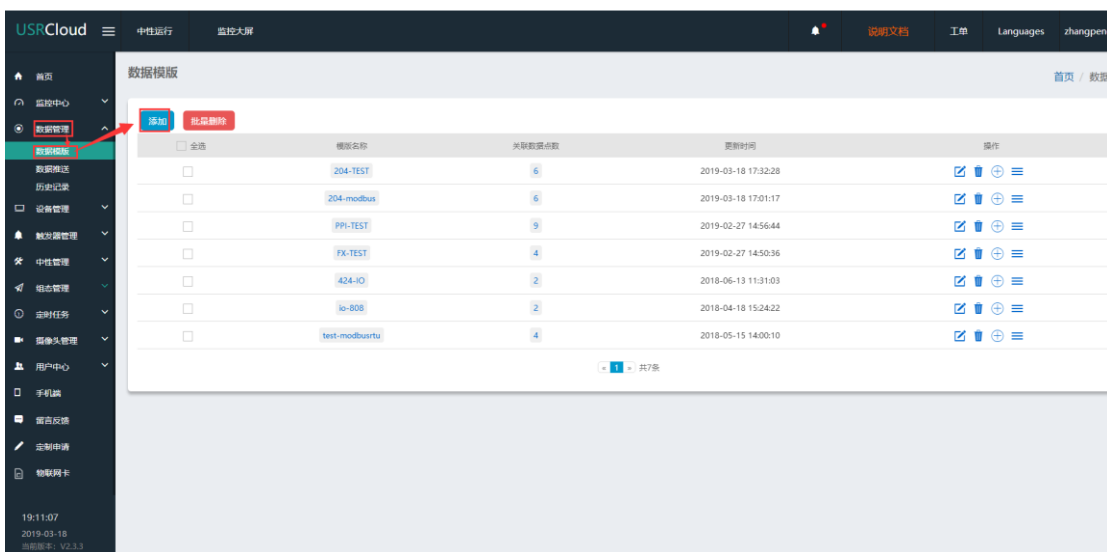 USRCloud 中性运行 监控大屏 说明文档 工单 Languages zhangpen
首页
监控中心
数据管理
数据模版
数据推送
历史记录
设备管理
触发器管理
中性管理
组态管理
定时任务
摄像头管理
用户中心
手机端
留言反馈
定制申请
物联网卡
19:11:07
2019-03-18
当前版本：V2.3.3
数据模版 首页 / 数据
添加 批量删除
全选 模版名称 关联数据点数 更新时间 操作
204-TEST 6 2019-03-18 17:32:28
204-modbus 6 2019-03-18 17:01:17
PPI-TEST 9 2019-02-27 14:56:44
FX-TEST 4 2019-02-27 14:50:36
424-IO 2 2018-06-13 11:31:03
io-808 2 2018-04-18 15:24:22
test-modbusrtu 4 2018-05-15 14:00:10
« 1 » 共7条